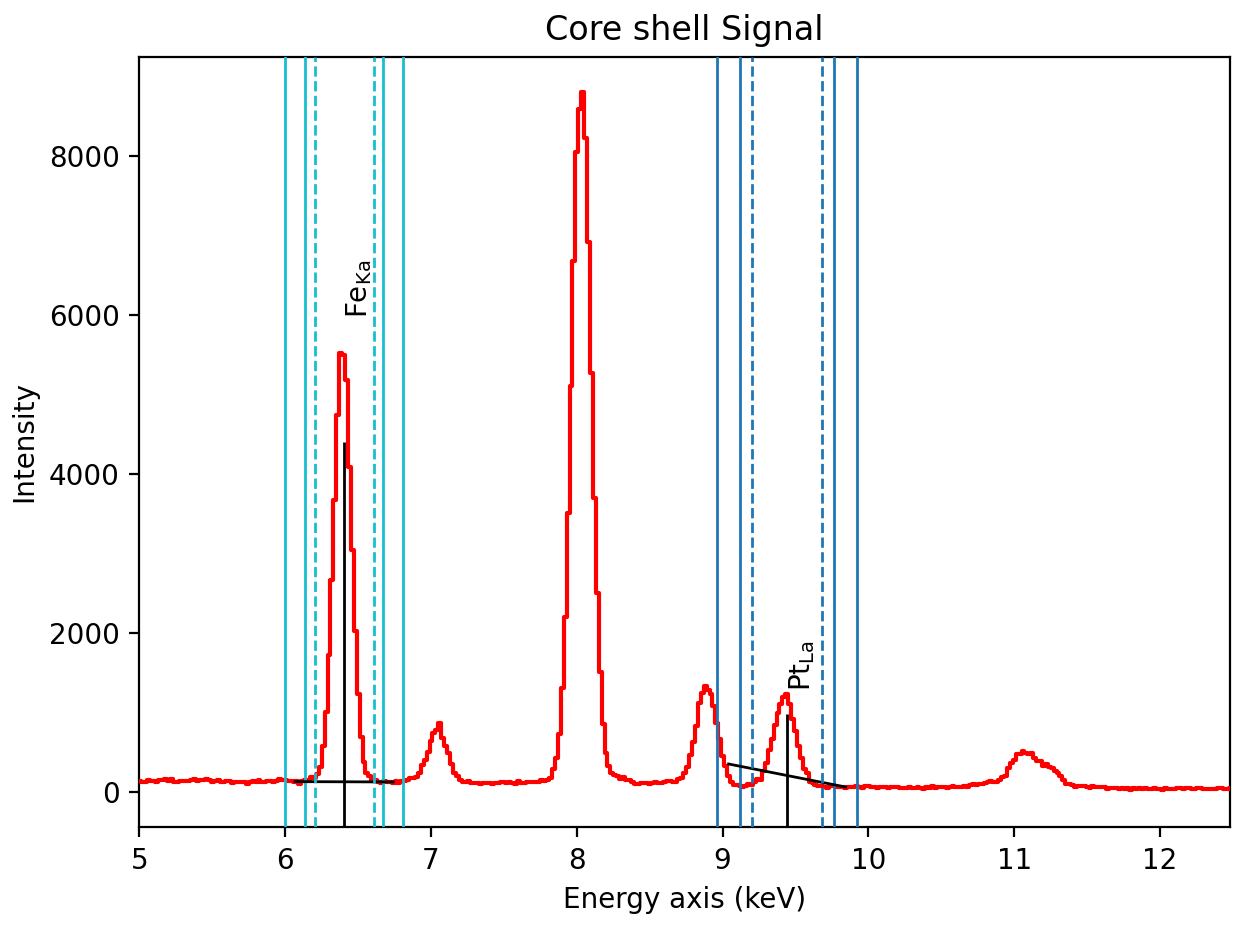 Core shell Signal
8000
6000
4000
2000
0
Intensity
Fe_Ka
Pt_La
5 6 7 8 9 10 11 12
Energy axis (keV)